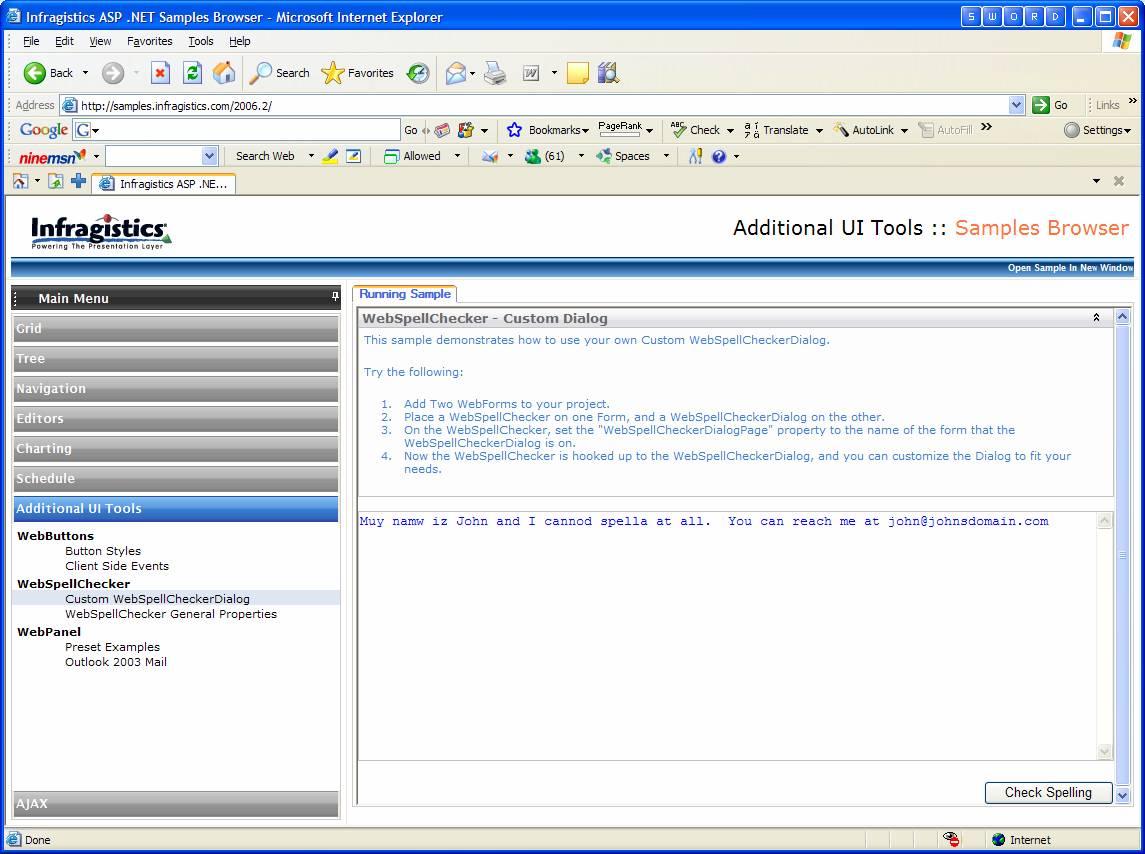 Infragistics ASP .NET Samples Browser - Microsoft Internet Explorer
S W O R D
File Edit View Favorites Tools Help
Back Search Favorites
Address http://samples.infragistics.com/2006.2/ Go Links »
Google G Go Bookmarks PageRank ABC Check Translate AutoLink AutoFill » Settings
ninemsn Search Web Allowed (61) Spaces
Infragistics ASP .NE...
Infragistics
Powering The Presentation Layer
Additional UI Tools :: Samples Browser
Open Sample In New Window
Main Menu
Grid
Tree
Navigation
Editors
Charting
Schedule
Additional UI Tools
WebButtons
Button Styles
Client Side Events
WebSpellChecker
Custom WebSpellCheckerDialog
WebSpellChecker General Properties
WebPanel
Preset Examples
Outlook 2003 Mail
AJAX
Running Sample
WebSpellChecker - Custom Dialog
This sample demonstrates how to use your own Custom WebSpellCheckerDialog.
Try the following:
1. Add Two WebForms to your project.
2. Place a WebSpellChecker on one Form, and a WebSpellCheckerDialog on the other.
3. On the WebSpellChecker, set the "WebSpellCheckerDialogPage" property to the name of the form that the
WebSpellCheckerDialog is on.
4. Now the WebSpellChecker is hooked up to the WebSpellCheckerDialog, and you can customize the Dialog to fit your
needs.
Muy namw iz John and I cannod spella at all.  You can reach me at john@johnsdomain.com
Check Spelling
Done Internet